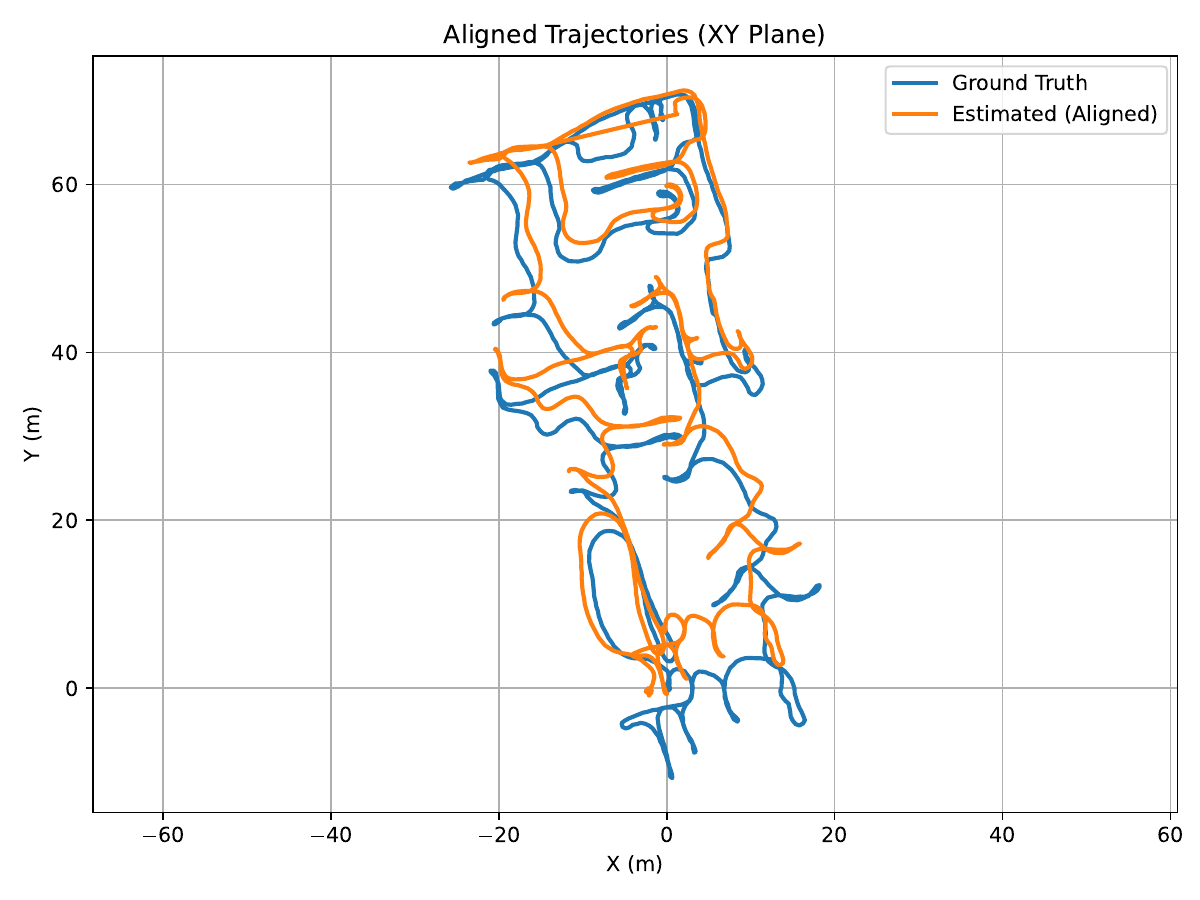 Aligned Trajectories (XY Plane)
Ground Truth
Estimated (Aligned)
60
40
20
0
Y (m)
−60
−40
−20
0
20
40
60
X (m)